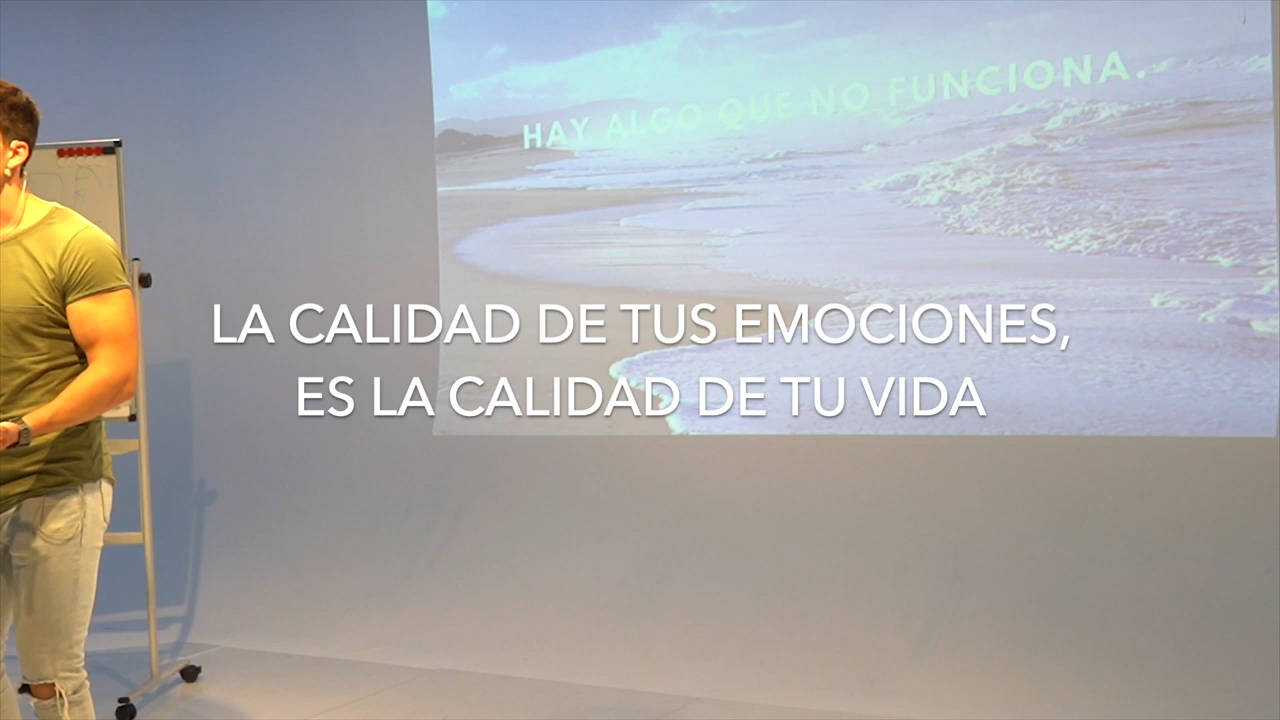 HAY ALGO QUE NO FUNCIONA.
LA CALIDAD DE TUS EMOCIONES,
ES LA CALIDAD DE TU VIDA